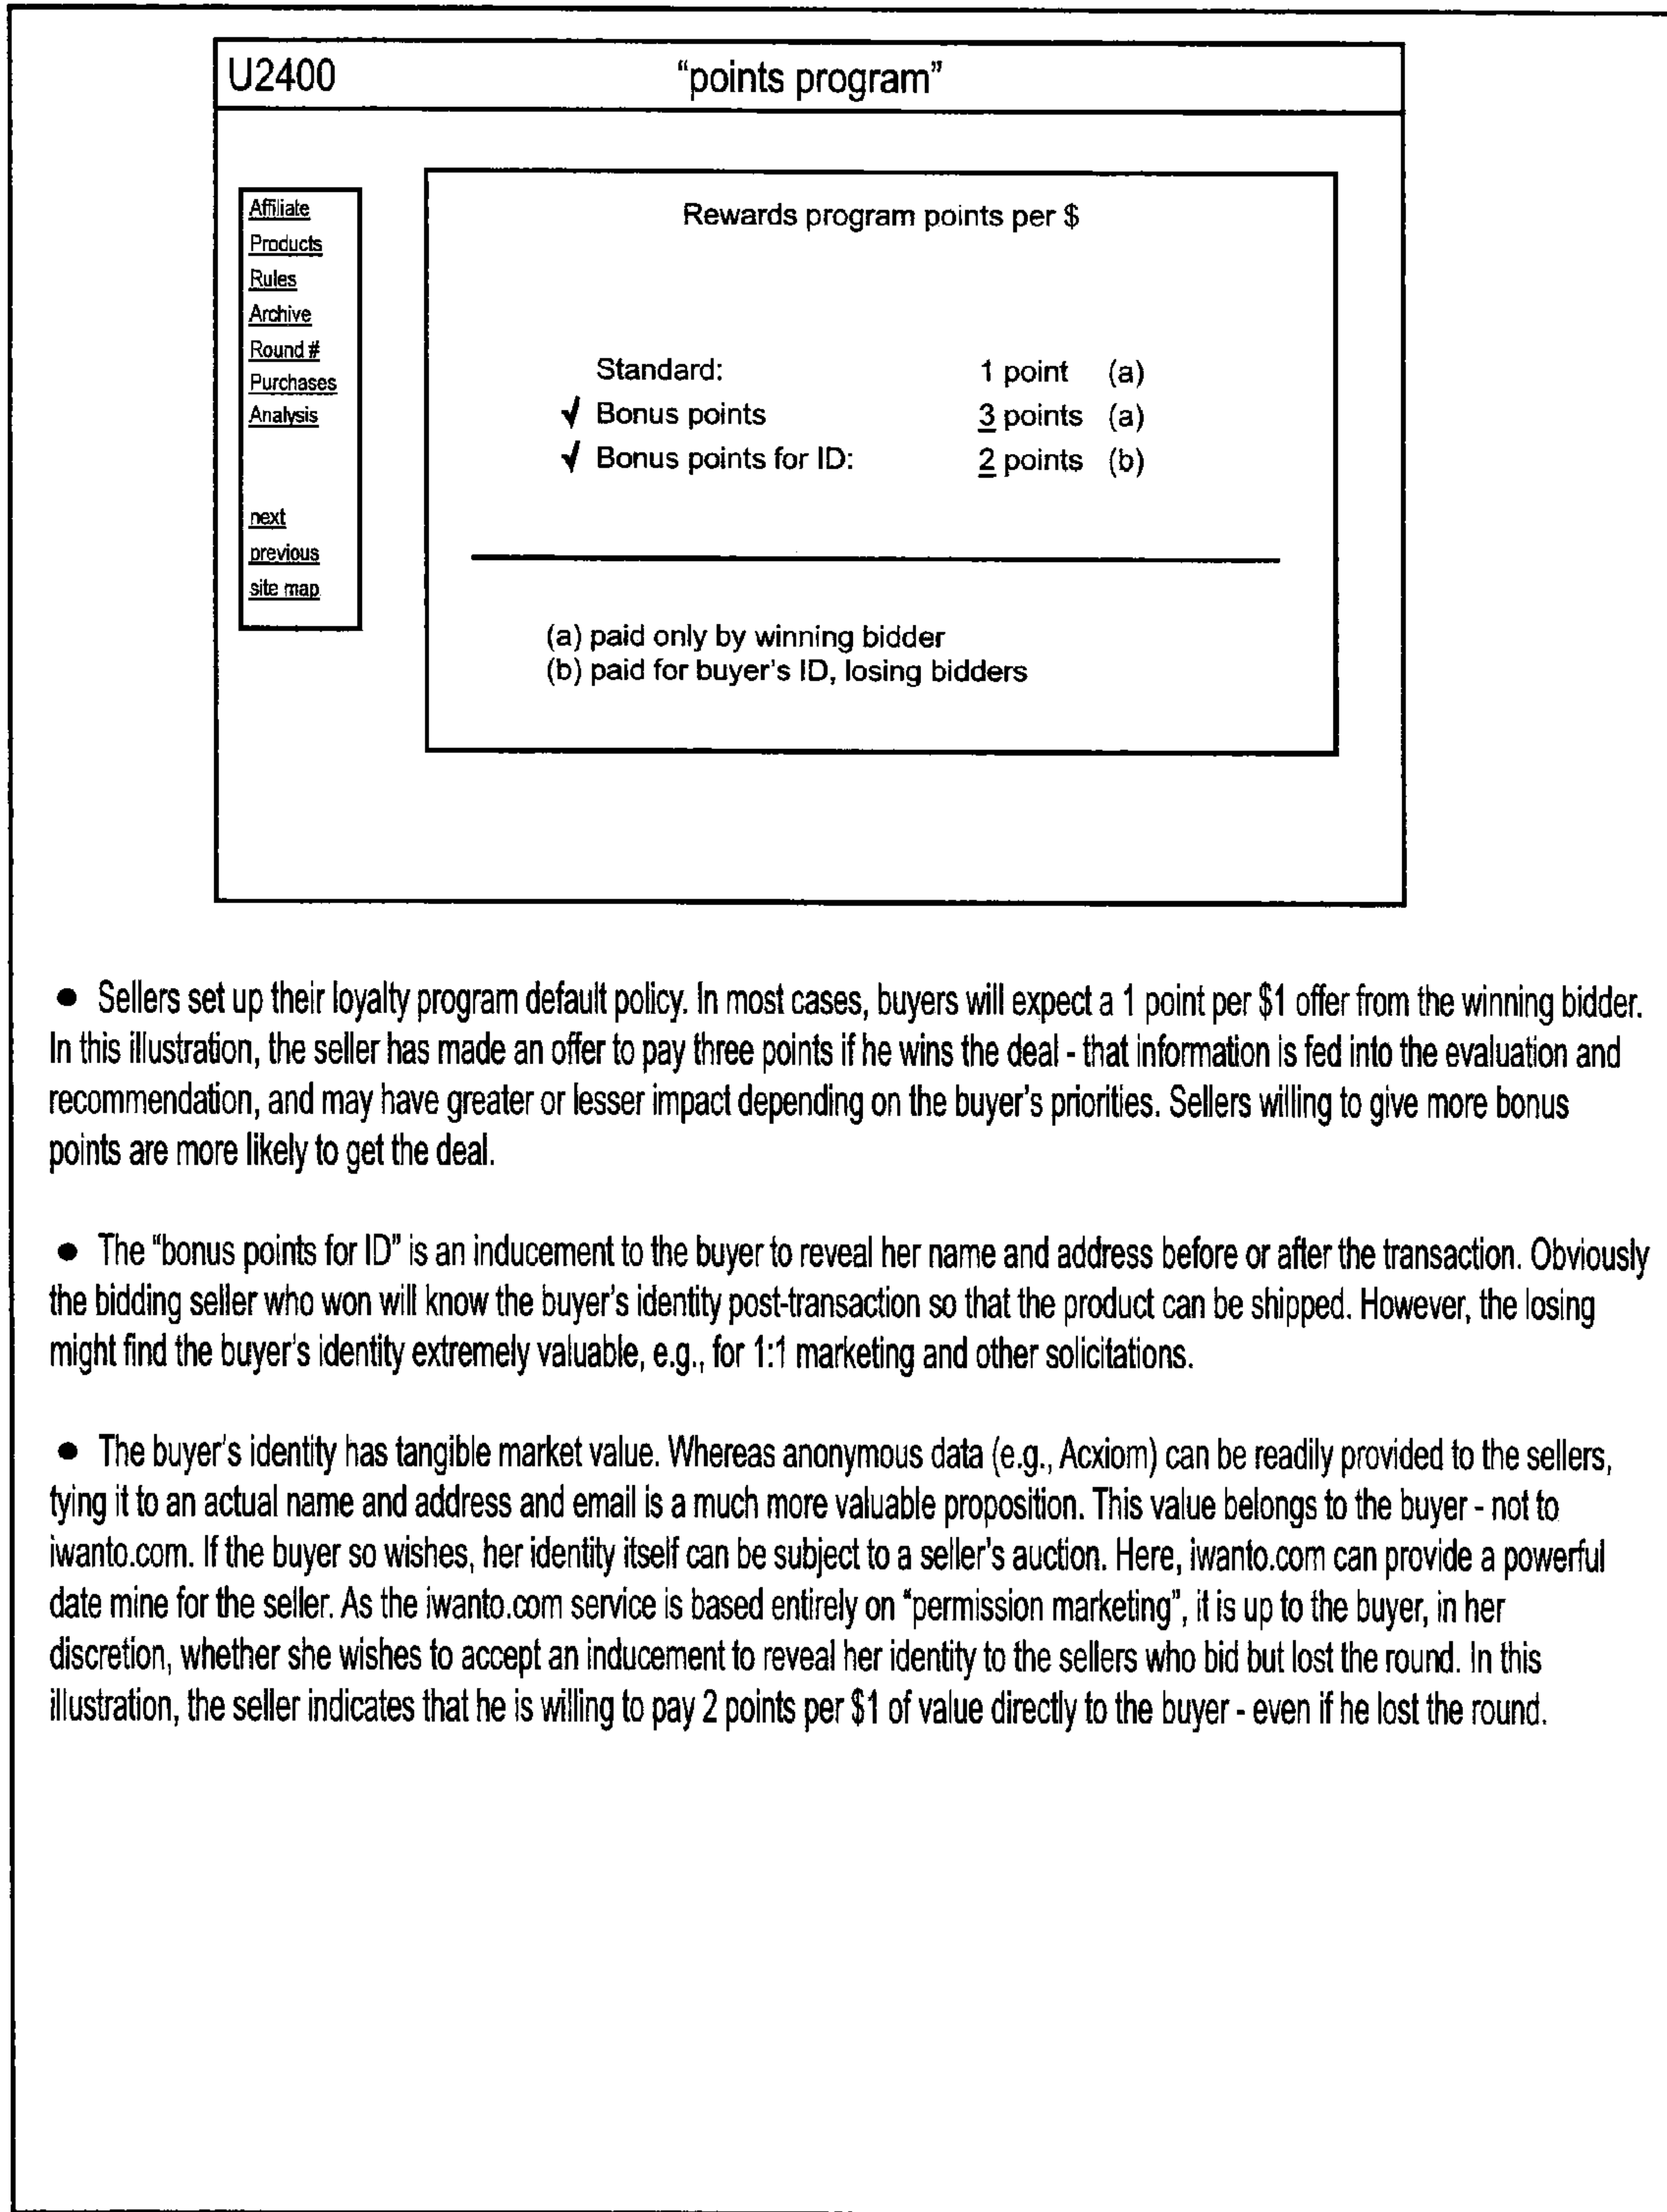 U2400 “points program”
Affiliate
Products
Rules
Archive
Round #
Purchases
Analysis
next
previous
site map
Rewards program points per $
Standard: 1 point (a)
√ Bonus points 3 points (a)
√ Bonus points for ID: 2 points (b)
(a) paid only by winning bidder
(b) paid for buyer's ID, losing bidders
● Sellers set up their loyalty program default policy. In most cases, buyers will expect a 1 point per $1 offer from the winning bidder.
In this illustration, the seller has made an offer to pay three points if he wins the deal - that information is fed into the evaluation and
recommendation, and may have greater or lesser impact depending on the buyer's priorities. Sellers willing to give more bonus
points are more likely to get the deal.
● The “bonus points for ID” is an inducement to the buyer to reveal her name and address before or after the transaction. Obviously
the bidding seller who won will know the buyer's identity post-transaction so that the product can be shipped. However, the losing
might find the buyer's identity extremely valuable, e.g., for 1:1 marketing and other solicitations.
● The buyer's identity has tangible market value. Whereas anonymous data (e.g., Acxiom) can be readily provided to the sellers,
tying it to an actual name and address and email is a much more valuable proposition. This value belongs to the buyer - not to
iwanto.com. If the buyer so wishes, her identity itself can be subject to a seller's auction. Here, iwanto.com can provide a powerful
date mine for the seller. As the iwanto.com service is based entirely on “permission marketing”, it is up to the buyer, in her
discretion, whether she wishes to accept an inducement to reveal her identity to the sellers who bid but lost the round. In this
illustration, the seller indicates that he is willing to pay 2 points per $1 of value directly to the buyer - even if he lost the round.